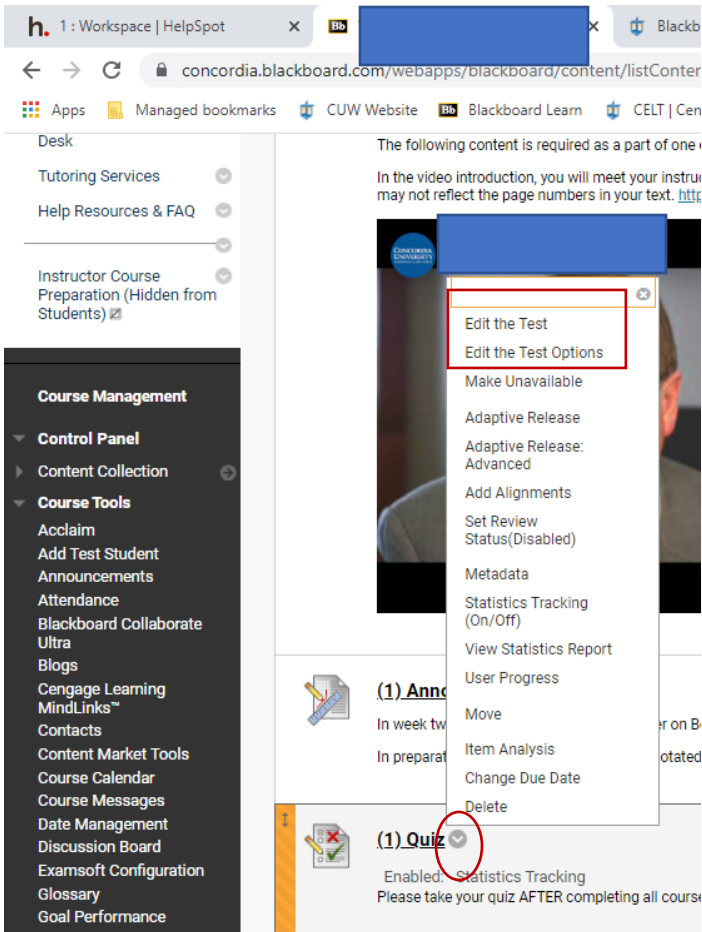 h. 1 : Workspace | HelpSpot
Bb
Blackb
concordia.blackboard.com/webapps/blackboard/content/listConten
Apps
Managed bookmarks
CUW Website
Bb Blackboard Learn
CELT | Cen
Desk
Tutoring Services
Help Resources & FAQ
Instructor Course
Preparation (Hidden from
Students)
Course Management
Control Panel
Content Collection
Course Tools
Acclaim
Add Test Student
Announcements
Attendance
Blackboard Collaborate
Ultra
Blogs
Cengage Learning
MindLinks™
Contacts
Content Market Tools
Course Calendar
Course Messages
Date Management
Discussion Board
Examsoft Configuration
Glossary
Goal Performance
The following content is required as a part of one
In the video introduction, you will meet your instruc
may not reflect the page numbers in your text. http
CONCORDIA
UNIVERSITY
Edit the Test
Edit the Test Options
Make Unavailable
Adaptive Release
Adaptive Release:
Advanced
Add Alignments
Set Review
Status(Disabled)
Metadata
Statistics Tracking
(On/Off)
View Statistics Report
User Progress
Move
Item Analysis
Change Due Date
Delete
(1) Anno
In week tw
er on B
In preparat
otated
(1) Quiz
Enabled: Statistics Tracking
Please take your quiz AFTER completing all course